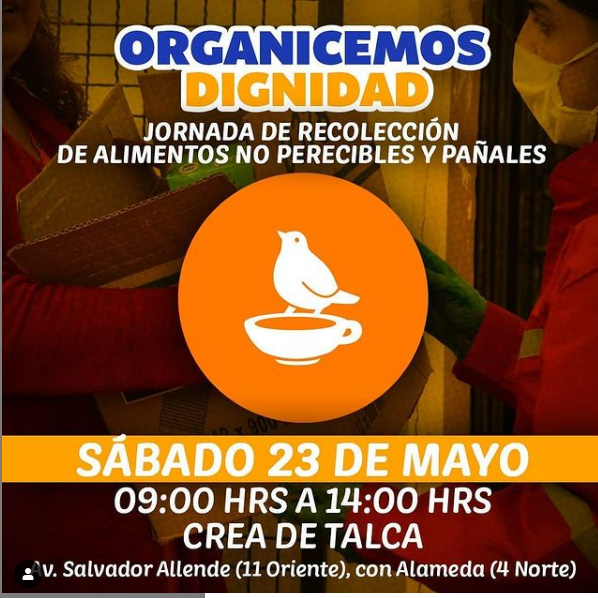 ORGANICEMOS
DIGNIDAD
JORNADA DE RECOLECCIÓN
DE ALIMENTOS NO PERECIBLES Y PAÑALES
SÁBADO 23 DE MAYO
09:00 HRS A 14:00 HRS
CREA DE TALCA
Salvador Allende (11 Oriente), con Alameda (4 Norte)